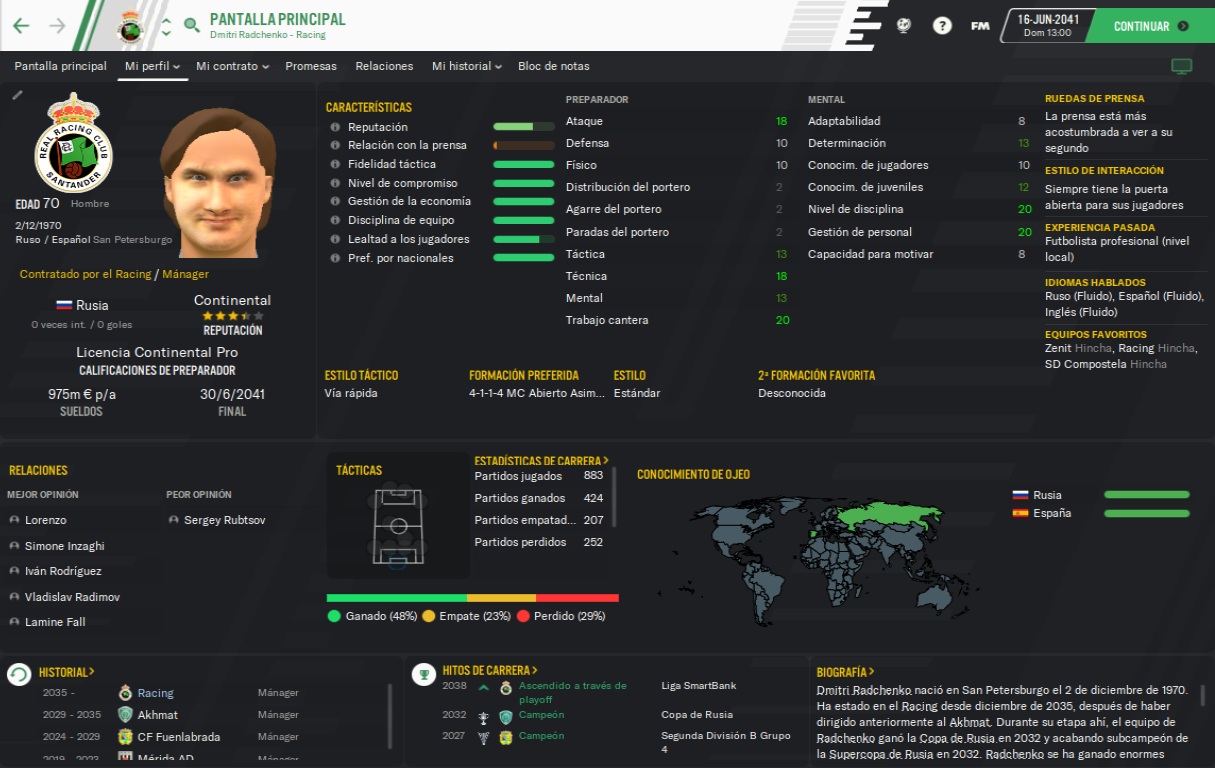 PANTALLA PRINCIPAL
Dmitri Radchenko - Racing
?
FM
16-JUN-2041
Dom 13:00
CONTINUAR
Pantalla principal
Mi perfil
Mi contrato
Promesas
Relaciones
Mi historial
Bloc de notas
REAL RACING CLUB
SANTANDER
EDAD 70 Hombre
2/12/1970
Ruso / Español San Petersburgo
Contratado por el Racing / Mánager
Rusia
0 veces int. / 0 goles
Continental
REPUTACIÓN
Licencia Continental Pro
CALIFICACIONES DE PREPARADOR
975m € p/a
SUELDOS
30/6/2041
FINAL
CARACTERÍSTICAS
Reputación
Relación con la prensa
Fidelidad táctica
Nivel de compromiso
Gestión de la economía
Disciplina de equipo
Lealtad a los jugadores
Pref. por nacionales
PREPARADOR
Ataque 18
Defensa 10
Físico 10
Distribución del portero 2
Agarre del portero 2
Paradas del portero 2
Táctica 13
Técnica 18
Mental 13
Trabajo cantera 20
MENTAL
Adaptabilidad 8
Determinación 13
Conocim. de jugadores 10
Conocim. de juveniles 12
Nivel de disciplina 20
Gestión de personal 20
Capacidad para motivar 8
RUEDAS DE PRENSA
La prensa está más
acostumbrada a ver a su
segundo
ESTILO DE INTERACCIÓN
Siempre tiene la puerta
abierta para sus jugadores
EXPERIENCIA PASADA
Futbolista profesional (nivel
local)
IDIOMAS HABLADOS
Ruso (Fluido), Español (Fluido),
Inglés (Fluido)
EQUIPOS FAVORITOS
Zenit Hincha, Racing Hincha,
SD Compostela Hincha
ESTILO TÁCTICO
Vía rápida
FORMACIÓN PREFERIDA
4-1-1-4 MC Abierto Asim...
ESTILO
Estándar
2ª FORMACIÓN FAVORITA
Desconocida
RELACIONES
MEJOR OPINIÓN
Lorenzo
Simone Inzaghi
Iván Rodríguez
Vladislav Radimov
Lamine Fall
PEOR OPINIÓN
Sergey Rubtsov
TÁCTICAS
ESTADÍSTICAS DE CARRERA >
Partidos jugados 883
Partidos ganados 424
Partidos empatad... 207
Partidos perdidos 252
Ganado (48%) Empate (23%) Perdido (29%)
CONOCIMIENTO DE OJEO
Rusia
España
HISTORIAL >
2035 - Racing Mánager
2029 - 2035 Akhmat Mánager
2024 - 2029 CF Fuenlabrada Mánager
2019 - 2023 Mérida AD Mánager
HITOS DE CARRERA >
2038 Ascendido a través de Liga SmartBank
playoff
2032 Campeón Copa de Rusia
2027 Campeón Segunda División B Grupo
4
BIOGRAFÍA >
Dmitri Radchenko nació en San Petersburgo el 2 de diciembre de 1970.
Ha estado en el Racing desde diciembre de 2035, después de haber
dirigido anteriormente al Akhmat. Durante su etapa ahí, el equipo de
Radchenko ganó la Copa de Rusia en 2032 y acabando subcampeón de
la Supercopa de Rusia en 2032. Radchenko se ha ganado enormes